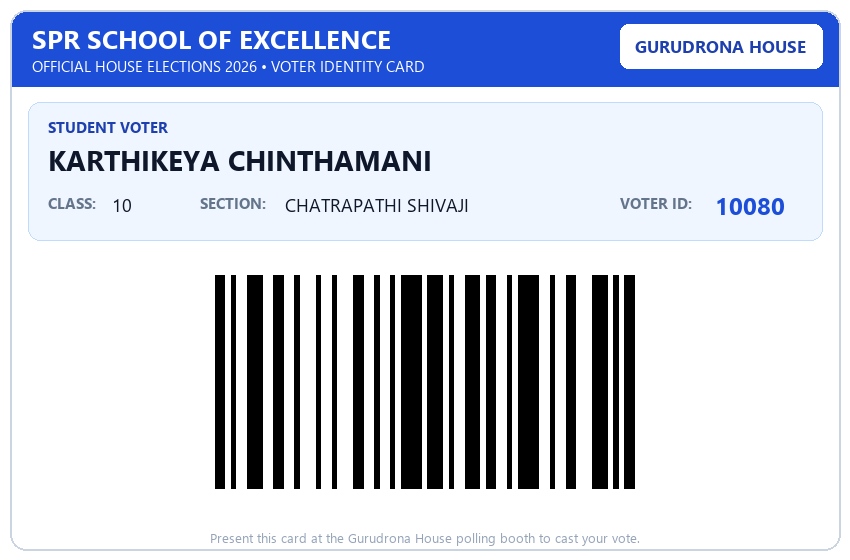 SPR SCHOOL OF EXCELLENCE
OFFICIAL HOUSE ELECTIONS 2026 • VOTER IDENTITY CARD
GURUDRONA HOUSE
STUDENT VOTER
KARTHIKEYA CHINTHAMANI
CLASS: 10 SECTION: CHATRAPATHI SHIVAJI VOTER ID: 10080
Present this card at the Gurudrona House polling booth to cast your vote.